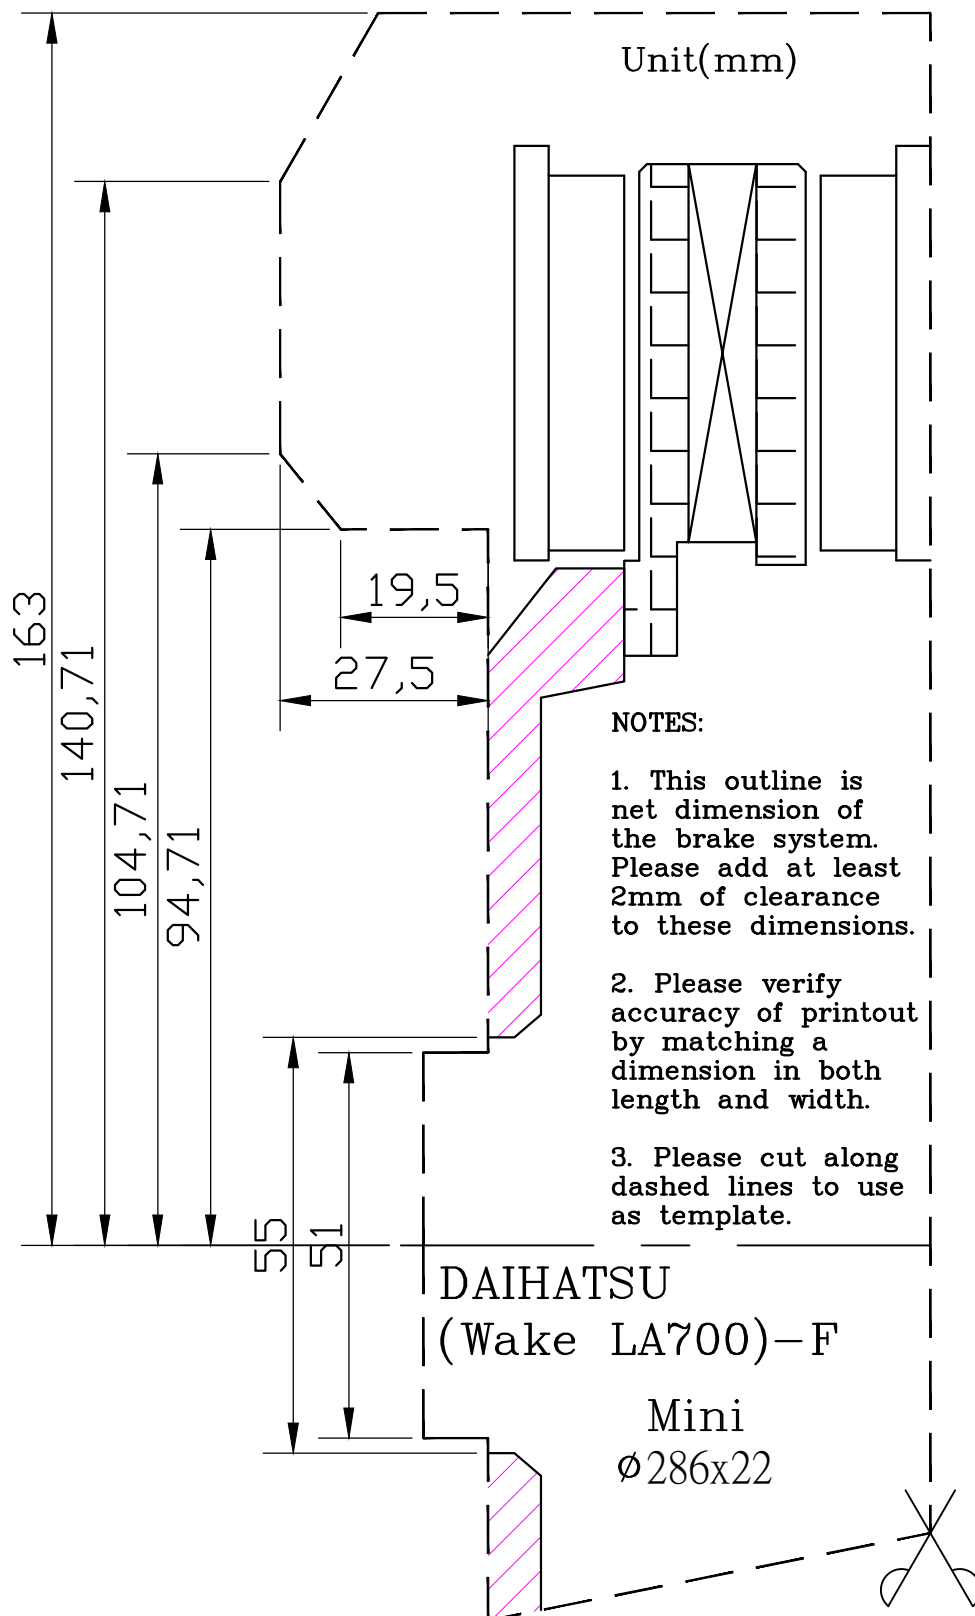 Unit(mm)
163
140,71
104,71
94,71
19,5
27,5
NOTES:
1. This outline is
net dimension of
the brake system.
Please add at least
2mm of clearance
to these dimensions.
2. Please verify
accuracy of printout
by matching a
dimension in both
length and width.
3. Please cut along
dashed lines to use
as template.
55
51
DAIHATSU
(Wake LA700)-F
Mini
Ø286x22